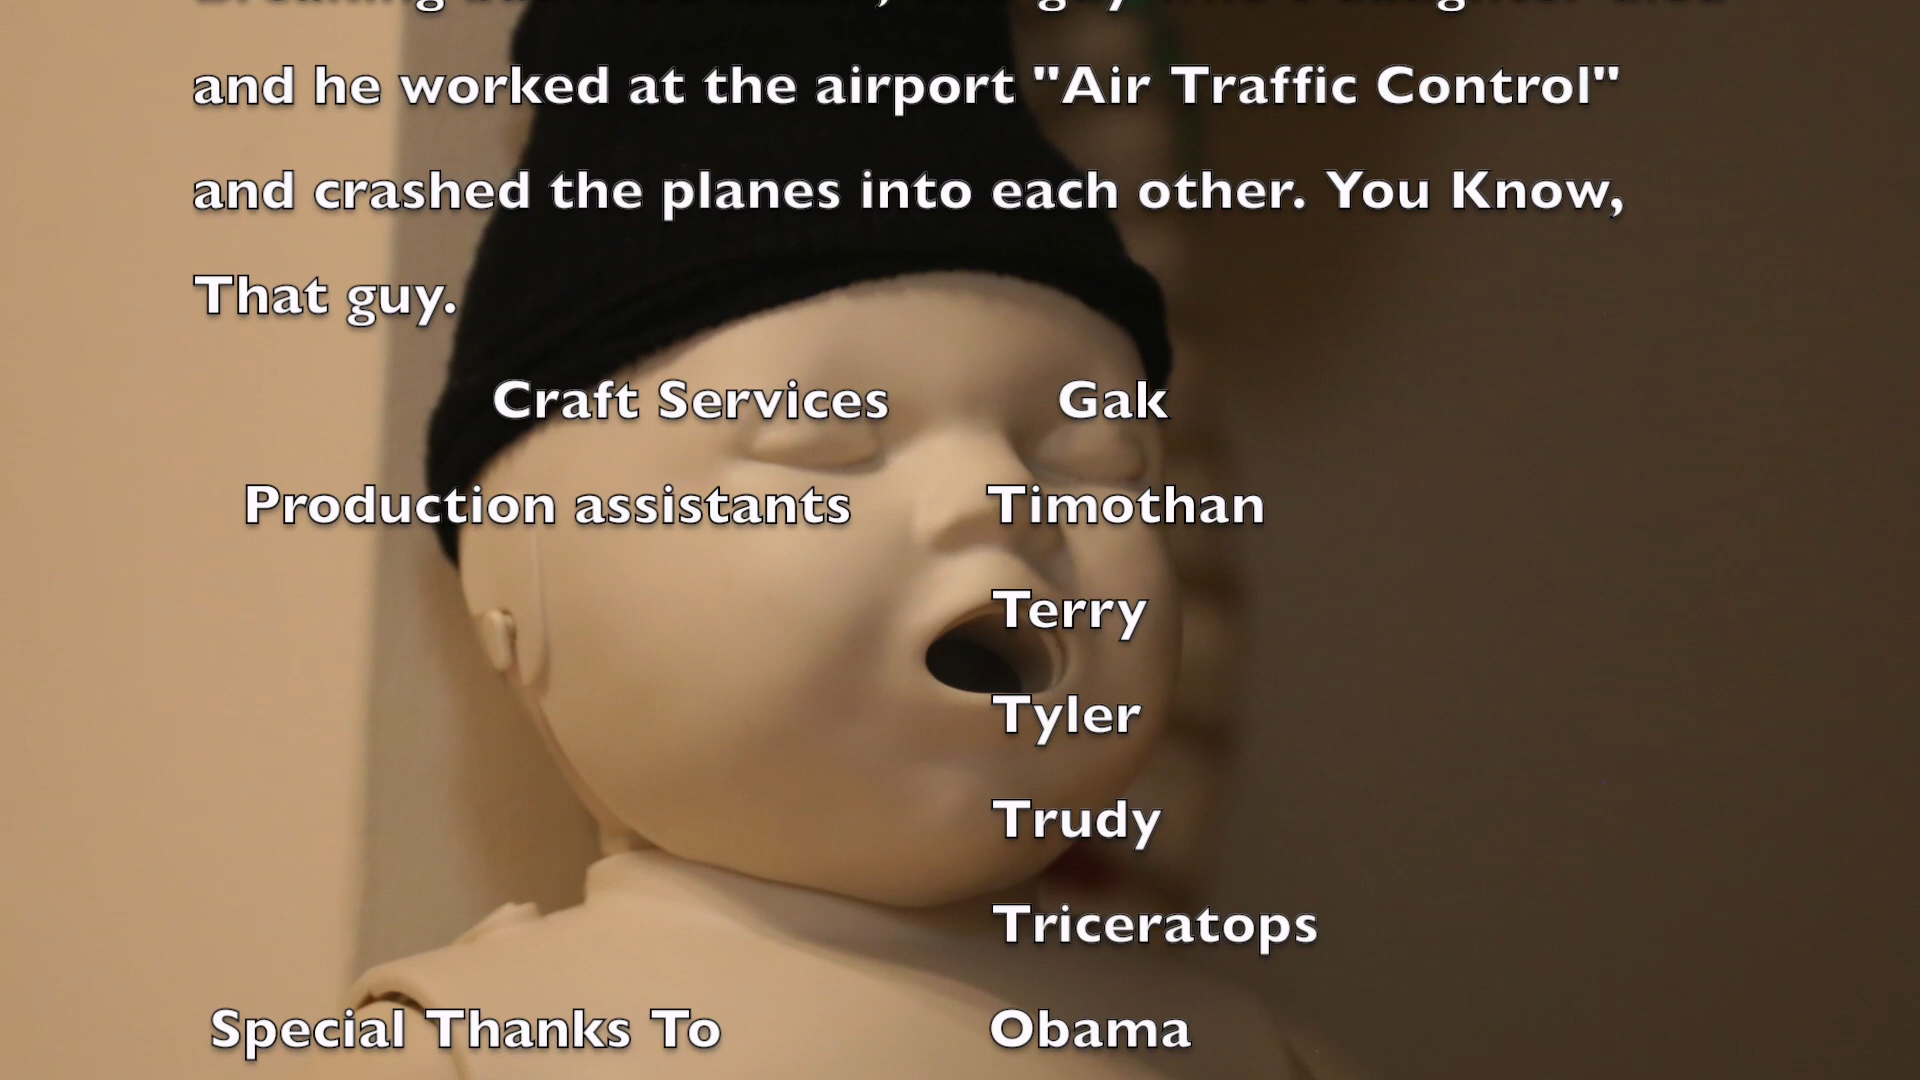 and he worked at the airport "Air Traffic Control"
and crashed the planes into each other. You Know,
That guy.
Craft Services Gak
Production assistants Timothan
Terry
Tyler
Trudy
Triceratops
Special Thanks To Obama